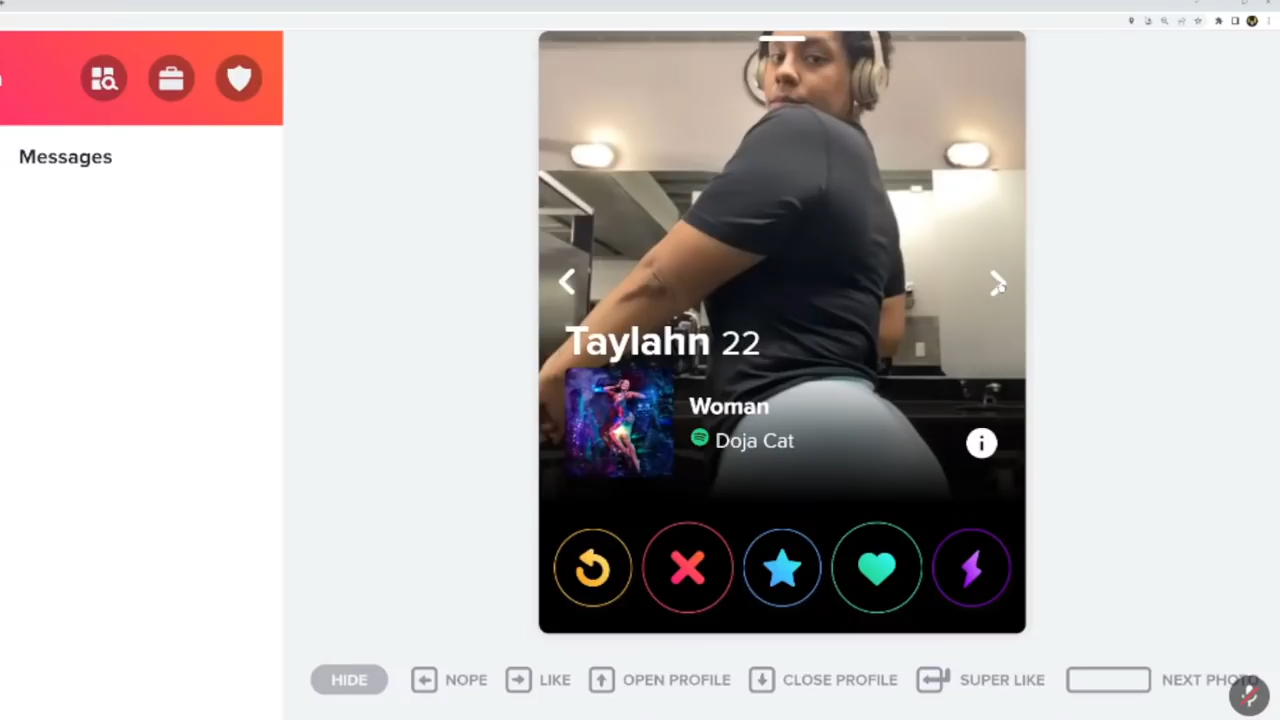 Messages
Taylahn 22
Woman
Doja Cat
HIDE
NOPE
LIKE
OPEN PROFILE
CLOSE PROFILE
SUPER LIKE
NEXT PHOTO